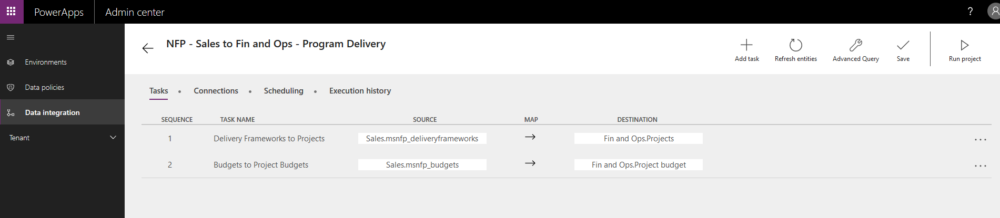 PowerApps Admin center ?
NFP - Sales to Fin and Ops - Program Delivery
Add task Refresh entities Advanced Query Save Run project
Environments
Data policies
Data integration
Tenant
Tasks • Connections • Scheduling • Execution history
SEQUENCE TASK NAME SOURCE MAP DESTINATION
1 Delivery Frameworks to Projects Sales.msnfp_deliveryframeworks → Fin and Ops.Projects ...
2 Budgets to Project Budgets Sales.msnfp_budgets → Fin and Ops.Project budget ...